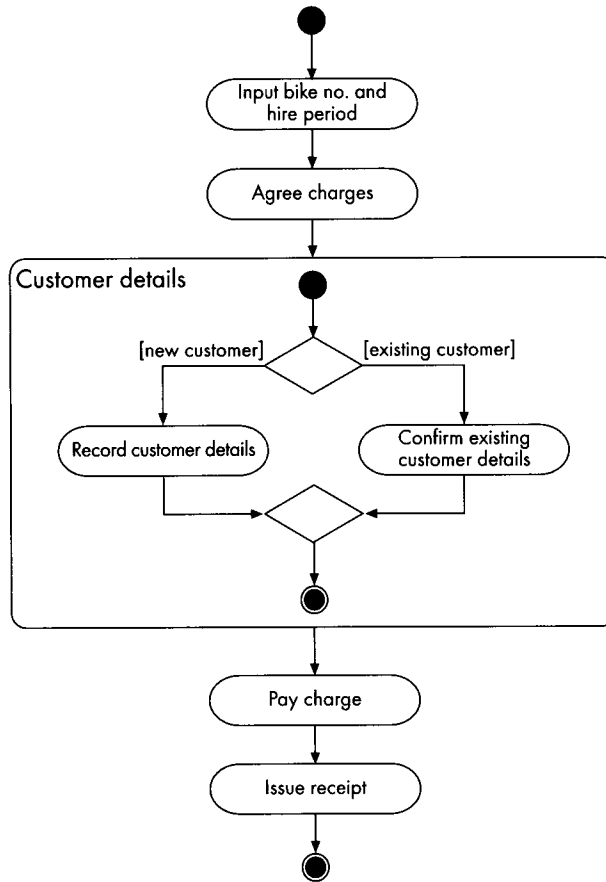 Input bike no. and
hire period
Agree charges
Customer details
[new customer]
[existing customer]
Record customer details
Confirm existing
customer details
Pay charge
Issue receipt